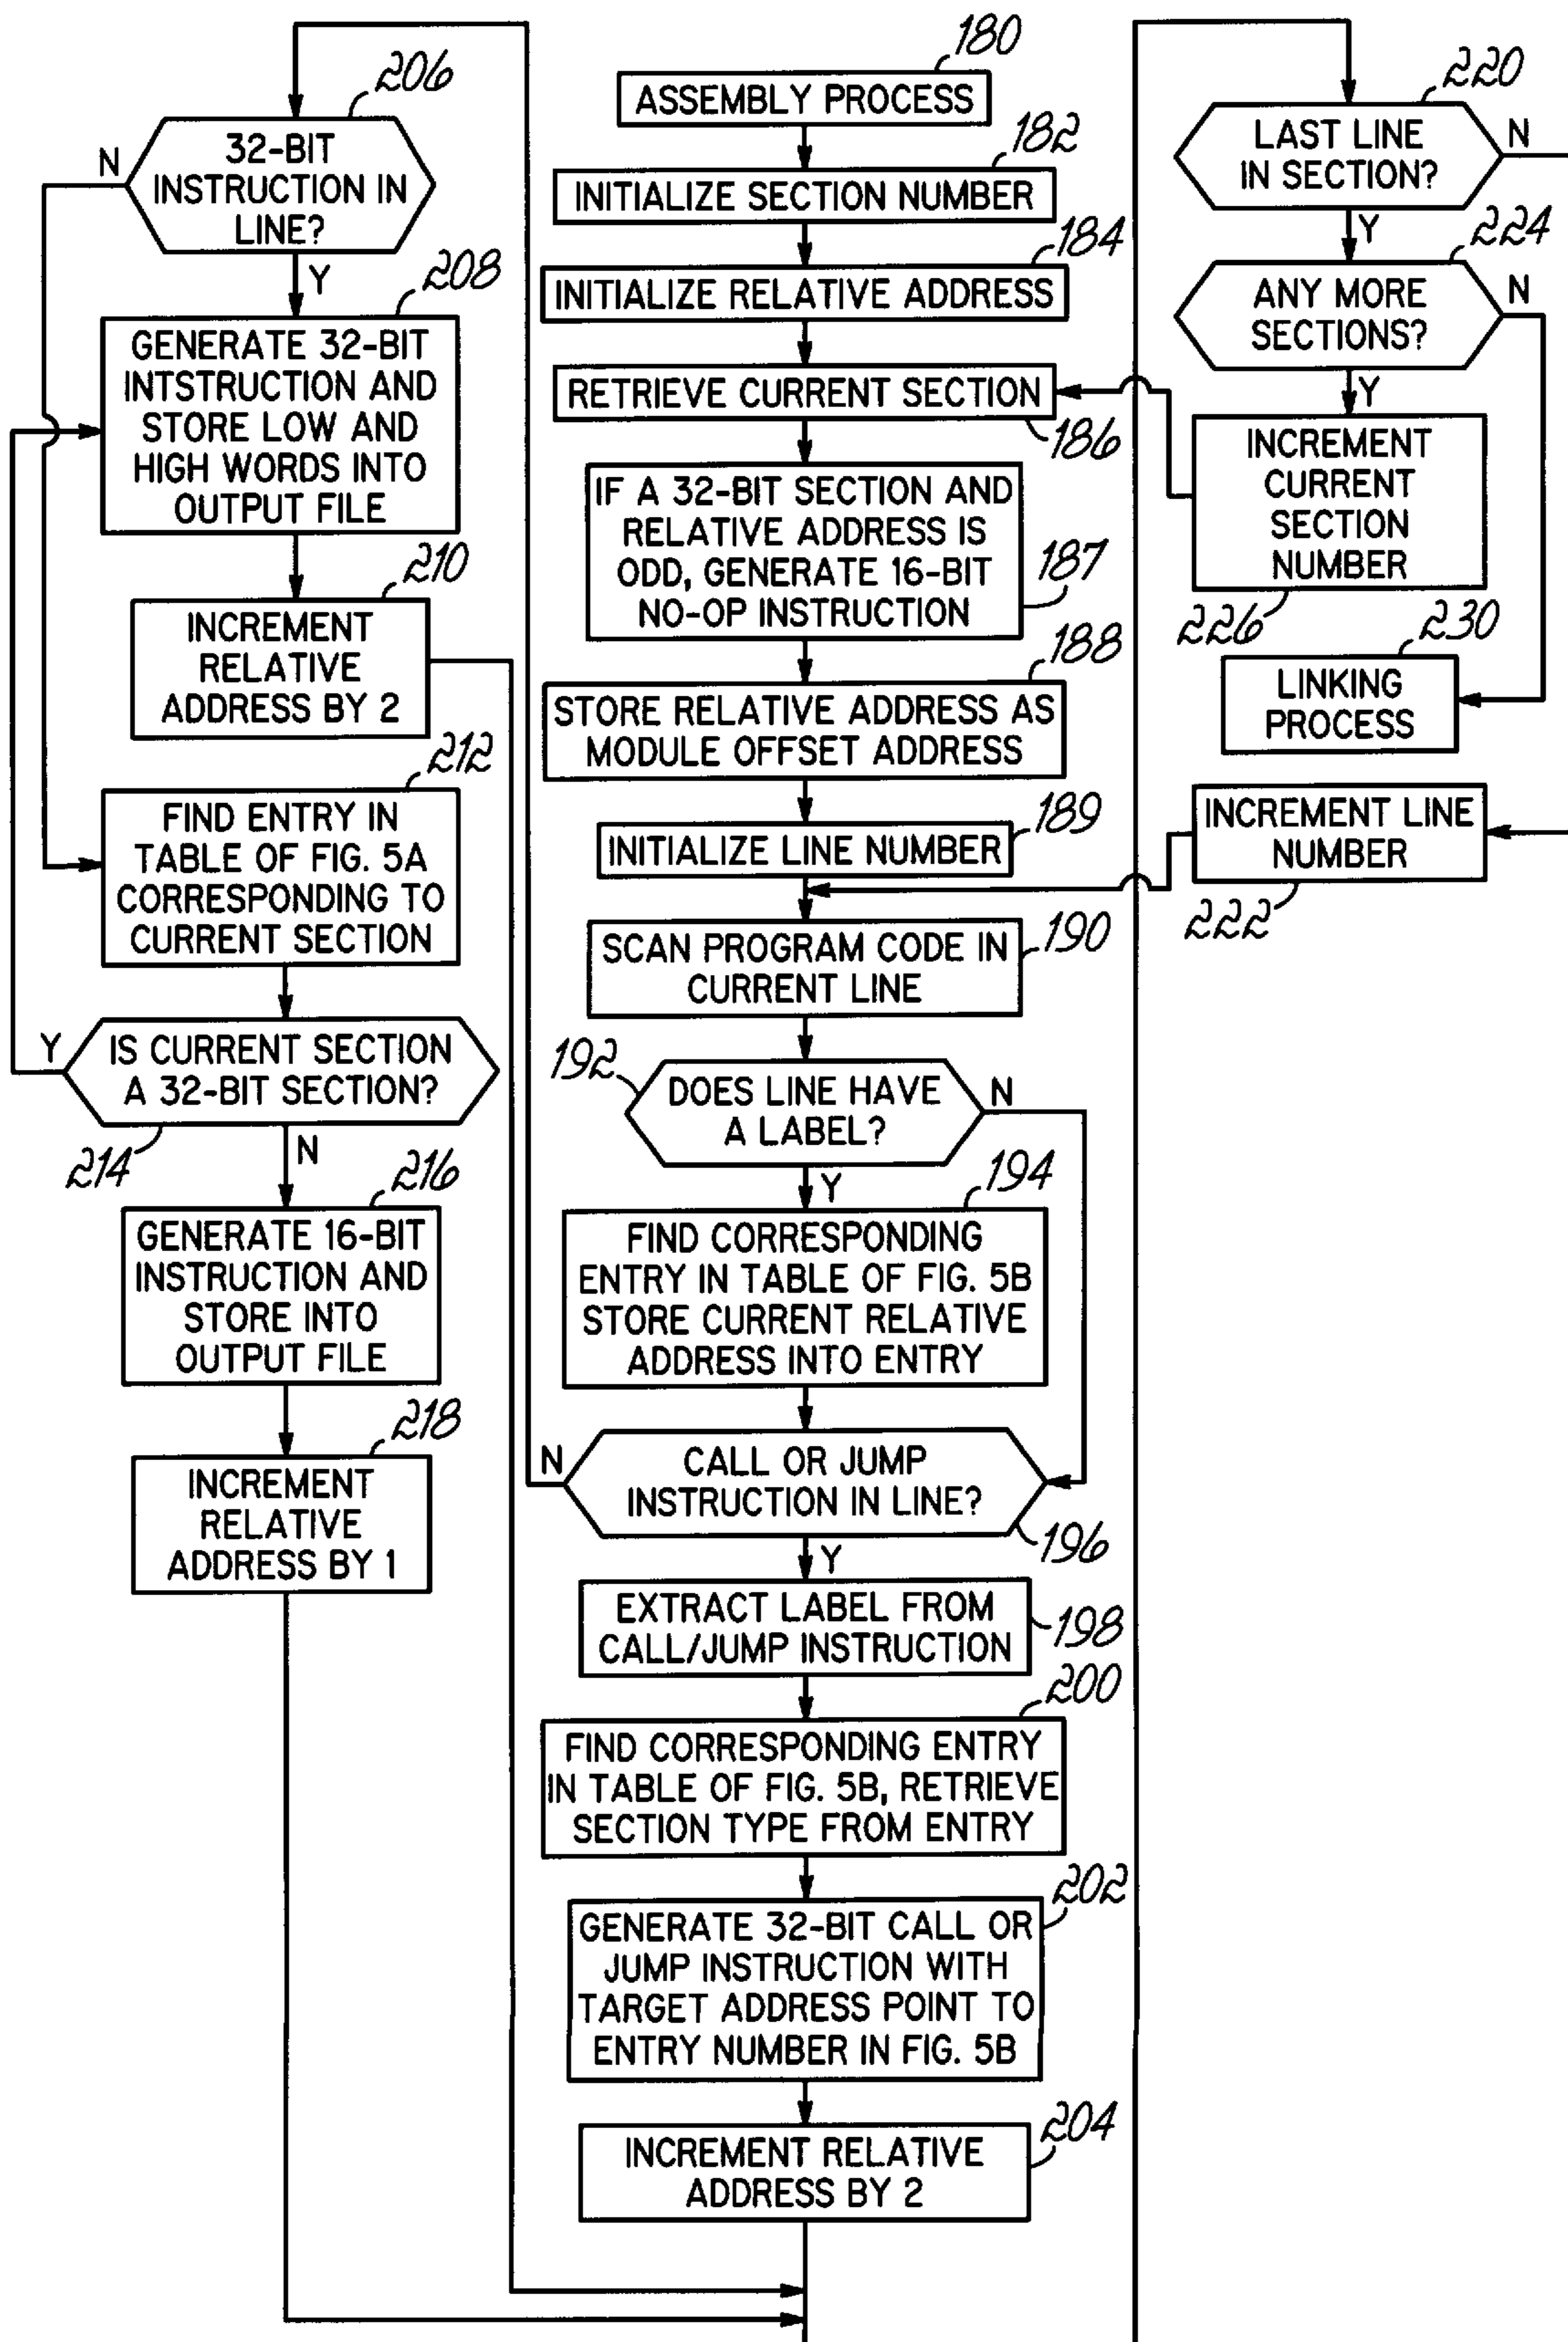 206
32-BIT
INSTRUCTION IN
LINE?
N
Y
208
GENERATE 32-BIT
INTSTRUCTION AND
STORE LOW AND
HIGH WORDS INTO
OUTPUT FILE
210
INCREMENT
RELATIVE
ADDRESS BY 2
212
FIND ENTRY IN
TABLE OF FIG. 5A
CORRESPONDING TO
CURRENT SECTION
Y
IS CURRENT SECTION
A 32-BIT SECTION?
214
N
216
GENERATE 16-BIT
INSTRUCTION AND
STORE INTO
OUTPUT FILE
218
INCREMENT
RELATIVE
ADDRESS BY 1
180
ASSEMBLY PROCESS
182
INITIALIZE SECTION NUMBER
184
INITIALIZE RELATIVE ADDRESS
RETRIEVE CURRENT SECTION
186
IF A 32-BIT SECTION AND
RELATIVE ADDRESS IS
ODD, GENERATE 16-BIT
NO-OP INSTRUCTION
187
188
STORE RELATIVE ADDRESS AS
MODULE OFFSET ADDRESS
189
INITIALIZE LINE NUMBER
190
SCAN PROGRAM CODE IN
CURRENT LINE
192
DOES LINE HAVE
A LABEL?
N
Y
194
FIND CORRESPONDING
ENTRY IN TABLE OF FIG. 5B
STORE CURRENT RELATIVE
ADDRESS INTO ENTRY
N
CALL OR JUMP
INSTRUCTION IN LINE?
196
Y
EXTRACT LABEL FROM
CALL/JUMP INSTRUCTION
198
200
FIND CORRESPONDING ENTRY
IN TABLE OF FIG. 5B, RETRIEVE
SECTION TYPE FROM ENTRY
202
GENERATE 32-BIT CALL OR
JUMP INSTRUCTION WITH
TARGET ADDRESS POINT TO
ENTRY NUMBER IN FIG. 5B
204
INCREMENT RELATIVE
ADDRESS BY 2
220
LAST LINE
IN SECTION?
N
Y
224
ANY MORE
SECTIONS?
N
Y
INCREMENT
CURRENT
SECTION
NUMBER
226
230
LINKING
PROCESS
INCREMENT LINE
NUMBER
222